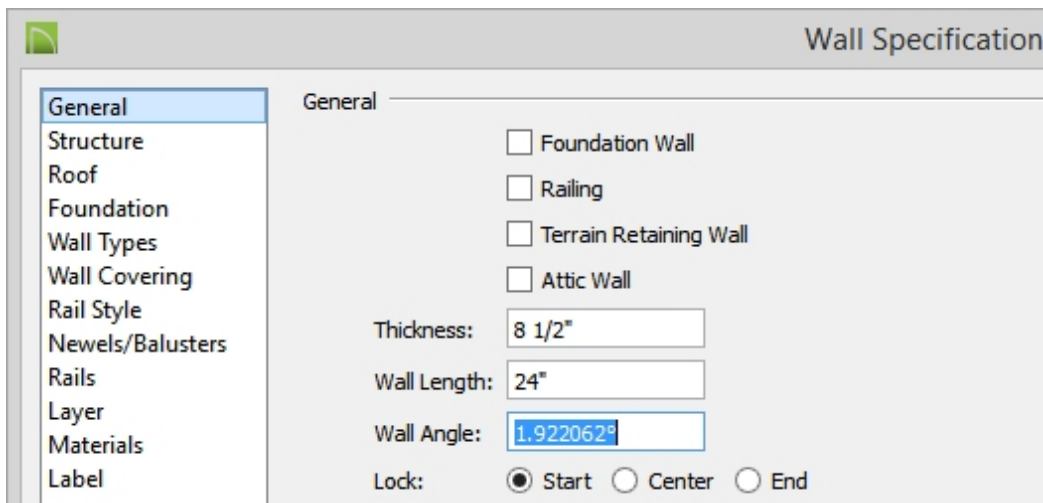 Wall Specification
General
Structure
Roof
Foundation
Wall Types
Wall Covering
Rail Style
Newels/Balusters
Rails
Layer
Materials
Label
General
Foundation Wall
Railing
Terrain Retaining Wall
Attic Wall
Thickness: 8 1/2"
Wall Length: 24"
Wall Angle: 1.922062°
Lock: Start Center End